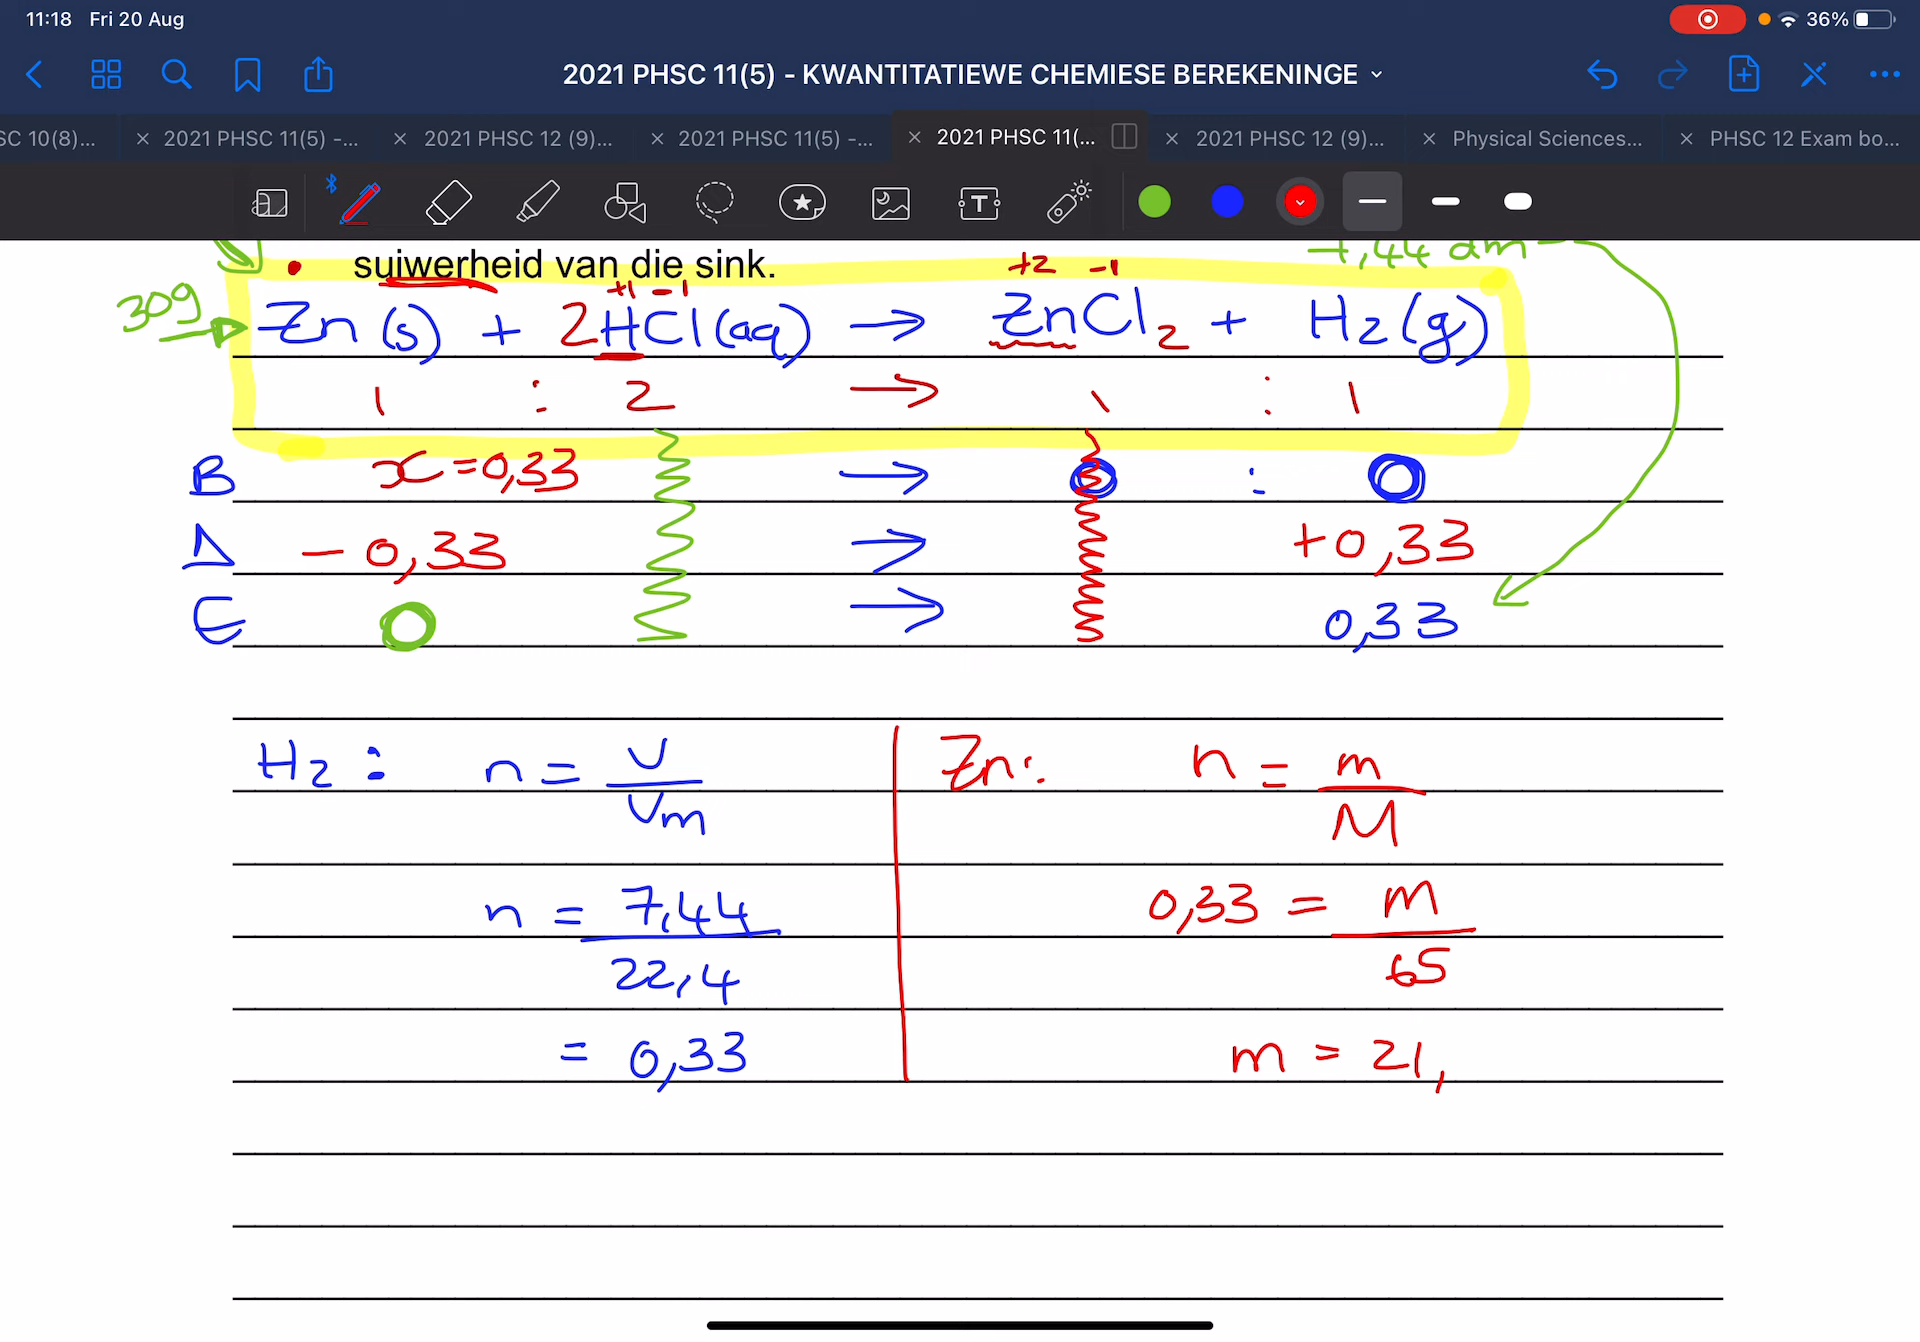 11:18 Fri 20 Aug 36%
2021 PHSC 11(5) - KWANTITATIEWE CHEMIESE BEREKENINGE
SC 10(8)... × 2021 PHSC 11(5) -... × 2021 PHSC 12 (9)... × 2021 PHSC 11(5) -... × 2021 PHSC 11(... × 2021 PHSC 12 (9)... × Physical Sciences... × PHSC 12 Exam bo...
T
7,44 dm
• suiwerheid van die sink.
+1 -1 +2 -1
30g Zn (s) + 2HCl (aq) → ZnCl2 + H2 (g)
1 : 2 → 1 : 1
B x = 0,33 → 0 : 0
Δ - 0,33 → +0,33
E 0 → 0,33
H2 : n = V / Vm
Zn: n = m / M
n = 7,44 / 22,4
0,33 = m / 65
= 0,33
m = 21,